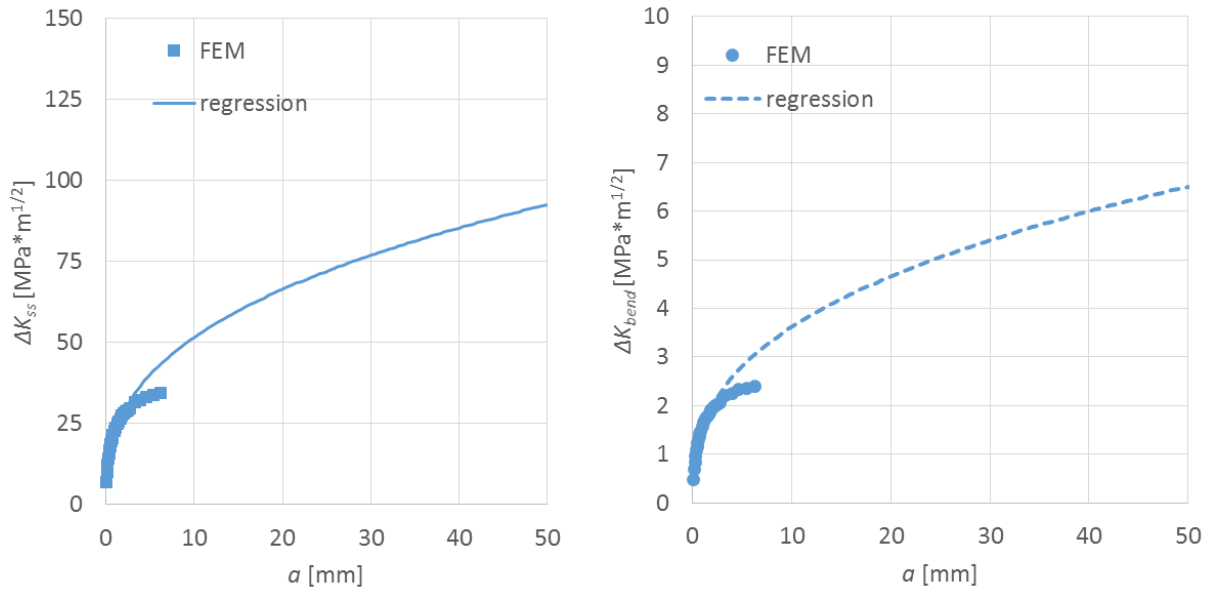 150
125
100
75
50
25
0
ΔK_ss [MPa*m^1/2]
FEM
regression
0 10 20 30 40 50
a [mm]
10
9
8
7
6
5
4
3
2
1
0
ΔK_bend [MPa*m^1/2]
FEM
regression
0 10 20 30 40 50
a [mm]